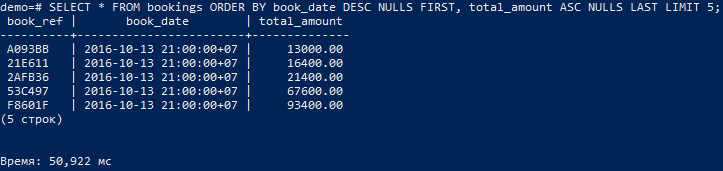 demo=# SELECT * FROM bookings ORDER BY book_date DESC NULLS FIRST, total_amount ASC NULLS LAST LIMIT 5;
 book_ref |       book_date        | total_amount
----------+------------------------+--------------
 A093BB   | 2016-10-13 21:00:00+07 |     13000.00
 21E611   | 2016-10-13 21:00:00+07 |     16400.00
 2AFB36   | 2016-10-13 21:00:00+07 |     21400.00
 53C497   | 2016-10-13 21:00:00+07 |     67600.00
 F8601F   | 2016-10-13 21:00:00+07 |     93400.00
(5 строк)
Время: 50,922 мс